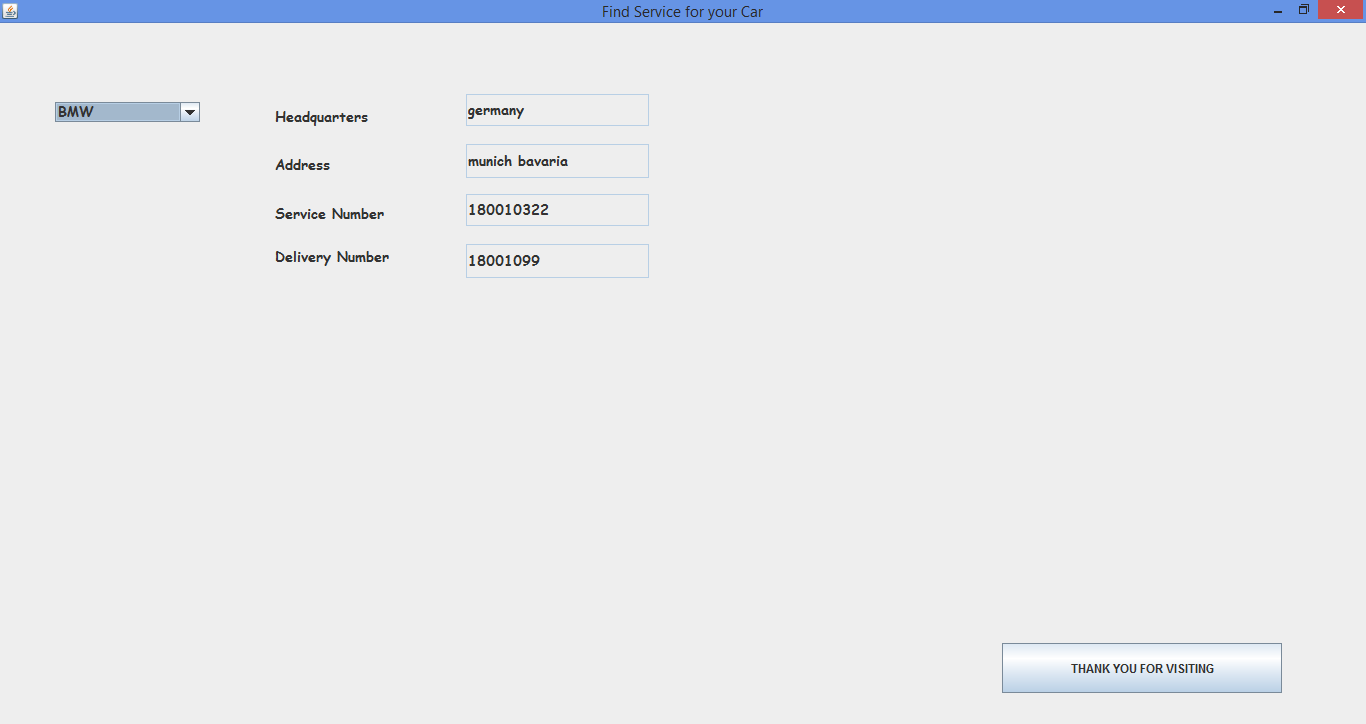 Find Service for your Car
BMW
Headquarters
germany
Address
munich bavaria
Service Number
180010322
Delivery Number
18001099
THANK YOU FOR VISITING